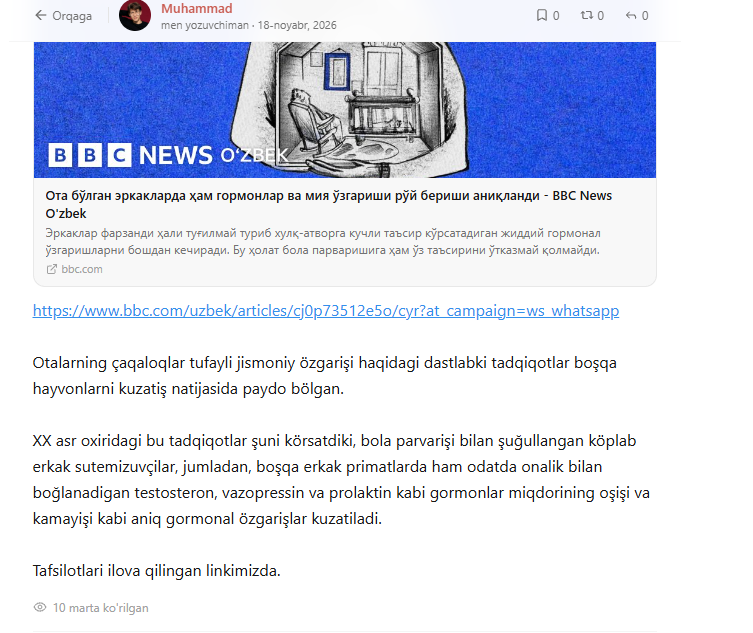 Orqaga
Muhammad
men yozuvchiman · 18-noyabr, 2026
0
0
0
BBC NEWS O'ZBEK
Ота бўлган эркакларда ҳам гормонлар ва мия ўзгариши рўй бериши аниқланди - BBC News
O'zbek
Эркаклар фарзанди ҳали туғилмай туриб хулқ-атворга кучли таъсир кўрсатадиган жиддий гормонал
ўзгаришларни бошдан кечиради. Бу ҳолат бола парваришига ҳам ўз таъсирини ўтказмай қолмайди.
bbc.com
https://www.bbc.com/uzbek/articles/cj0p73512e5o/cyr?at_campaign=ws_whatsapp
Otalarning çaqaloqlar tufayli jismoniy özgarişi haqidagi dastlabki tadqiqotlar boşqa
hayvonlarni kuzatiş natijasida paydo bölgan.
XX asr oxiridagi bu tadqiqotlar şuni körsatdiki, bola parvarişi bilan şuğullangan köplab
erkak sutemizuvçilar, jumladan, boşqa erkak primatlarda ham odatda onalik bilan
boğlanadigan testosteron, vazopressin va prolaktin kabi gormonlar miqdorining oşişi va
kamayişi kabi aniq gormonal özgarişlar kuzatiladi.
Tafsilotlari ilova qilingan linkimizda.
10 marta ko'rilgan